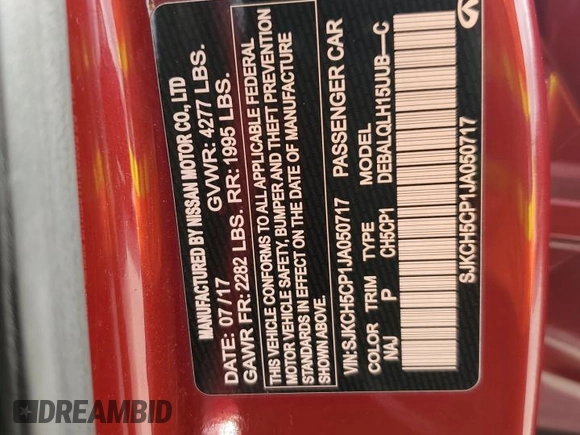 MANUFACTURED BY NISSAN MOTOR CO., LTD
DATE: 07/17 GVWR: 4277 LBS.
GAWR FR: 2282 LBS. RR: 1995 LBS.
THIS VEHICLE CONFORMS TO ALL APPLICABLE FEDERAL
MOTOR VEHICLE SAFETY, BUMPER AND THEFT PREVENTION
STANDARDS IN EFFECT ON THE DATE OF MANUFACTURE
SHOWN ABOVE.
VIN: SJKCH5CP1JA050717 PASSENGER CAR
COLOR TRIM TYPE MODEL
NAJ P CH5CP1 DEBALQLH15UUB—C
SJKCH5CP1JA050717
DREAMBID